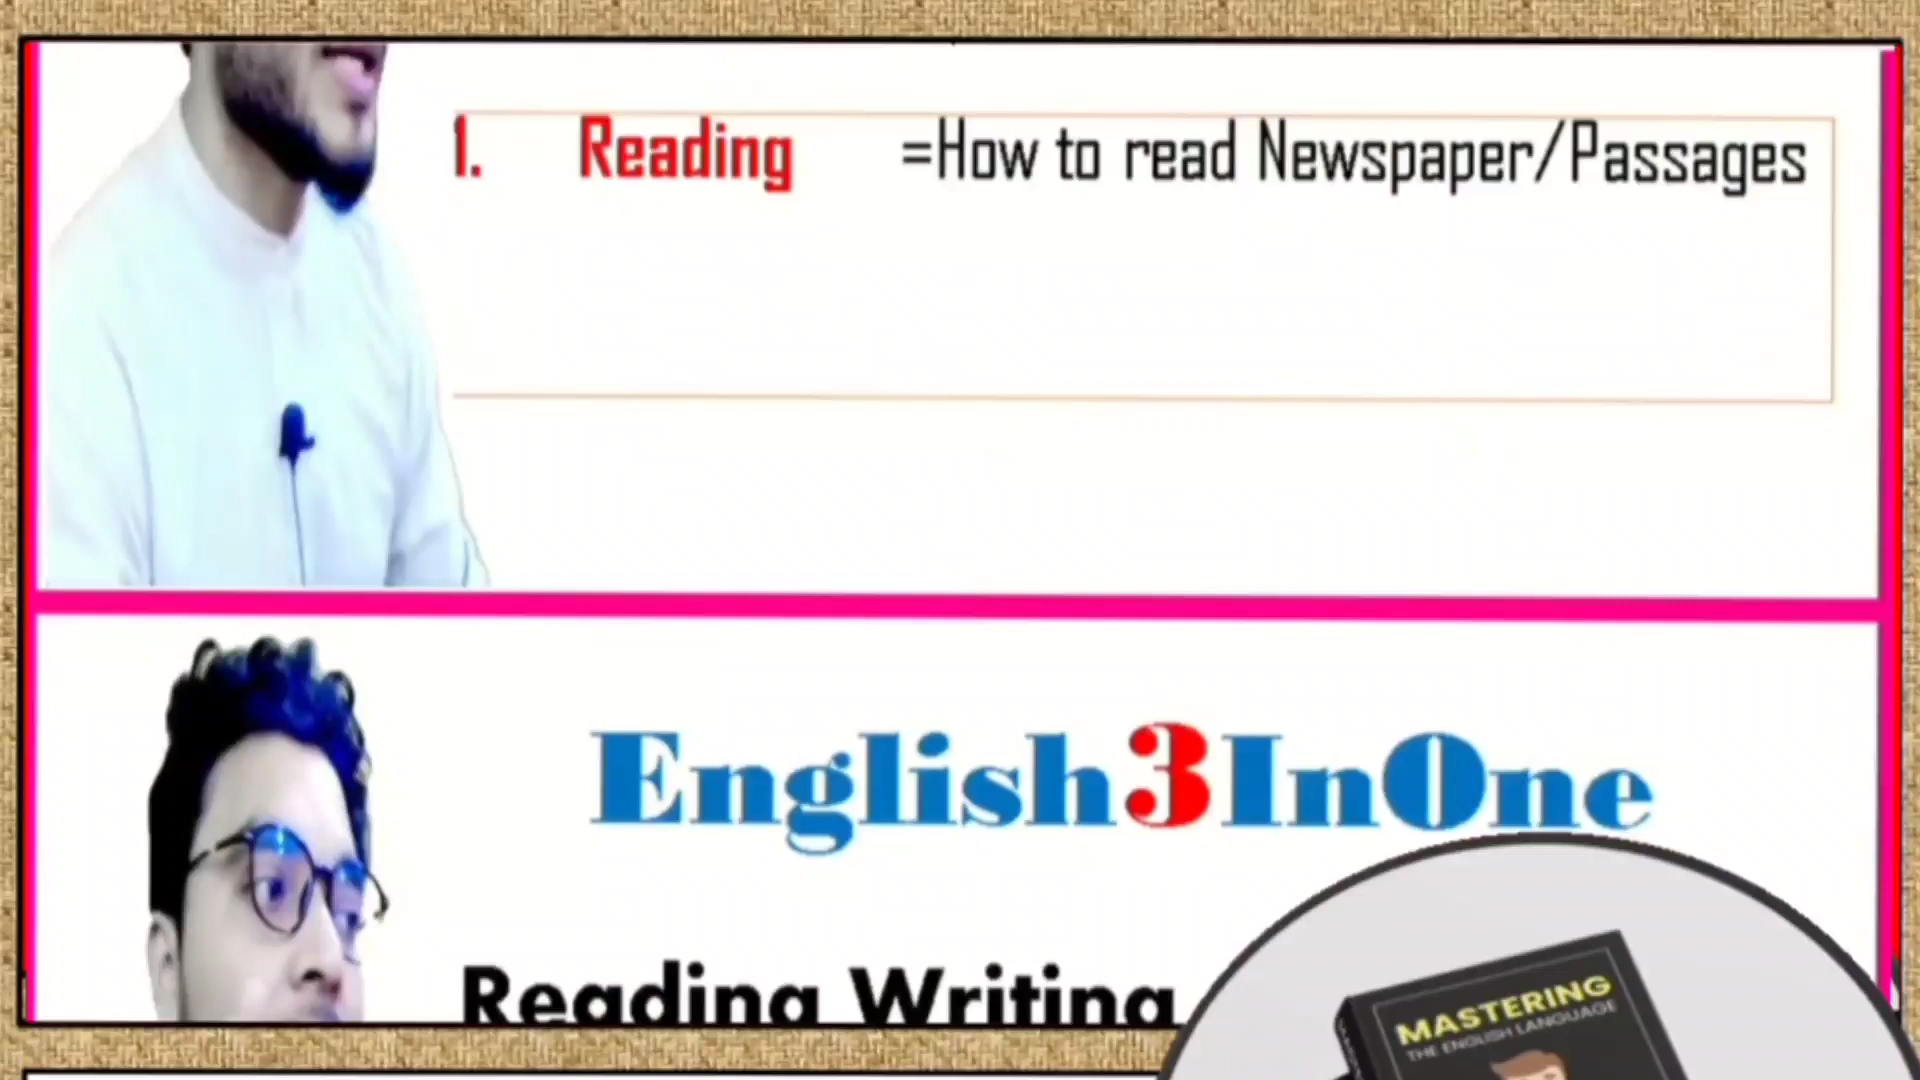 1. Reading =How to read Newspaper/Passages
English3InOne
Reading Writing
MASTERING
THE ENGLISH LANGUAGE